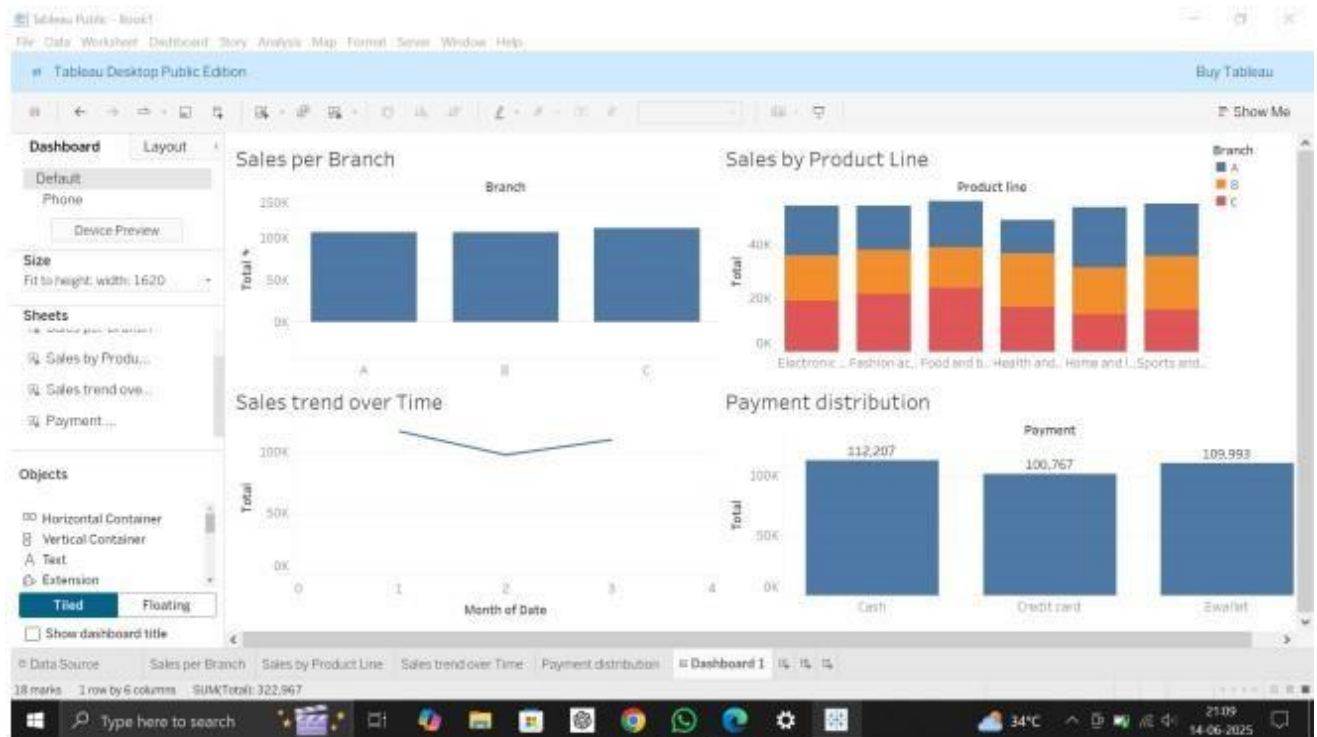 Tableau Public - Book1
File Data Worksheet Dashboard Story Analysis Map Format Server Window Help
Tableau Desktop Public Edition
Buy Tableau
Show Me
Dashboard Layout
Default
Phone
Device Preview
Size
Fit to height: width: 1620
Sheets
Sales by Produ...
Sales trend ove...
Payment ...
Objects
Horizontal Container
Vertical Container
A Text
Extension
Tiled Floating
Show dashboard title
Sales per Branch
Branch
Total
150K
100K
50K
0K
A B C
Sales by Product Line
Product line
Total
40K
20K
0K
Electronic .. Fashion ac.. Food and b.. Health and.. Home and l.. Sports and..
Branch
A
B
C
Sales trend over Time
Total
100K
50K
0K
0 1 2 3 4
Month of Date
Payment distribution
Payment
112,207 100,767 109,993
Total
100K
50K
0K
Cash Credit card Ewallet
Data Source Sales per Branch Sales by Product Line Sales trend over Time Payment distribution Dashboard 1
18 marks 1 row by 6 columns SUM(Total): 322,967
Type here to search
34°C
21:09
14-06-2025